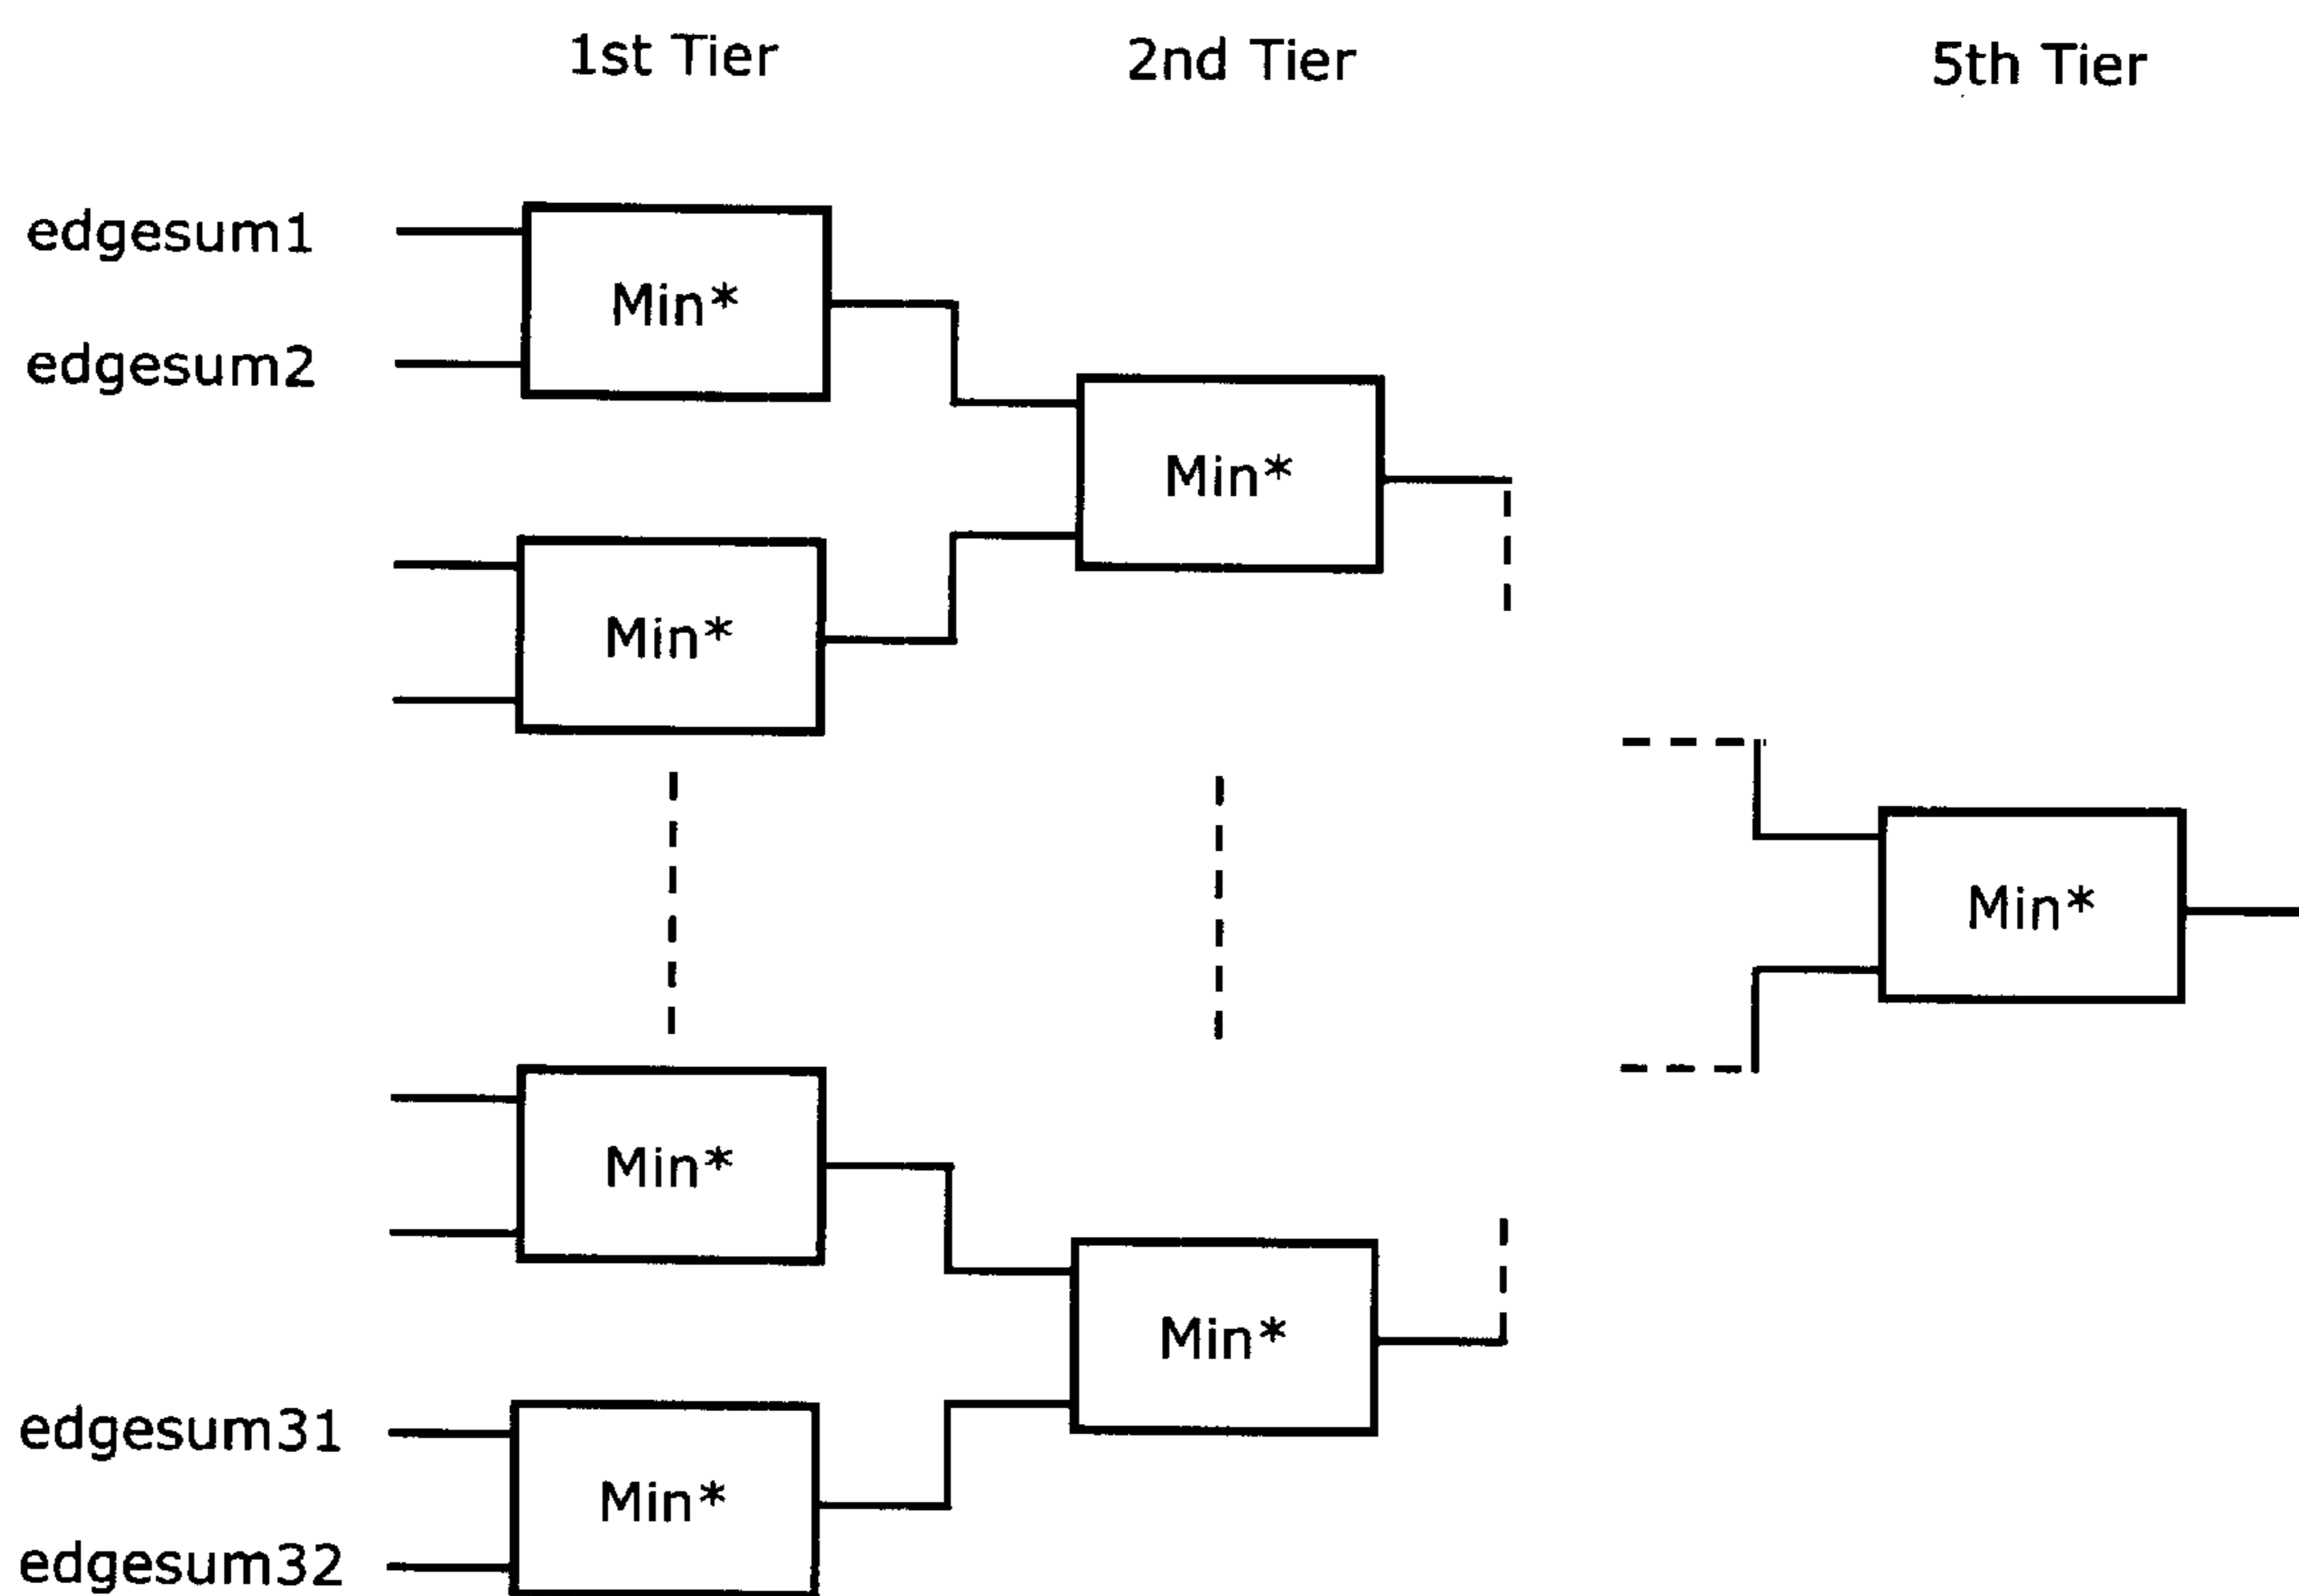 1st Tier 2nd Tier 5th Tier
edgesum1
Min*
edgesum2
Min*
Min*
Min*
Min*
Min*
edgesum31
Min*
edgesum32